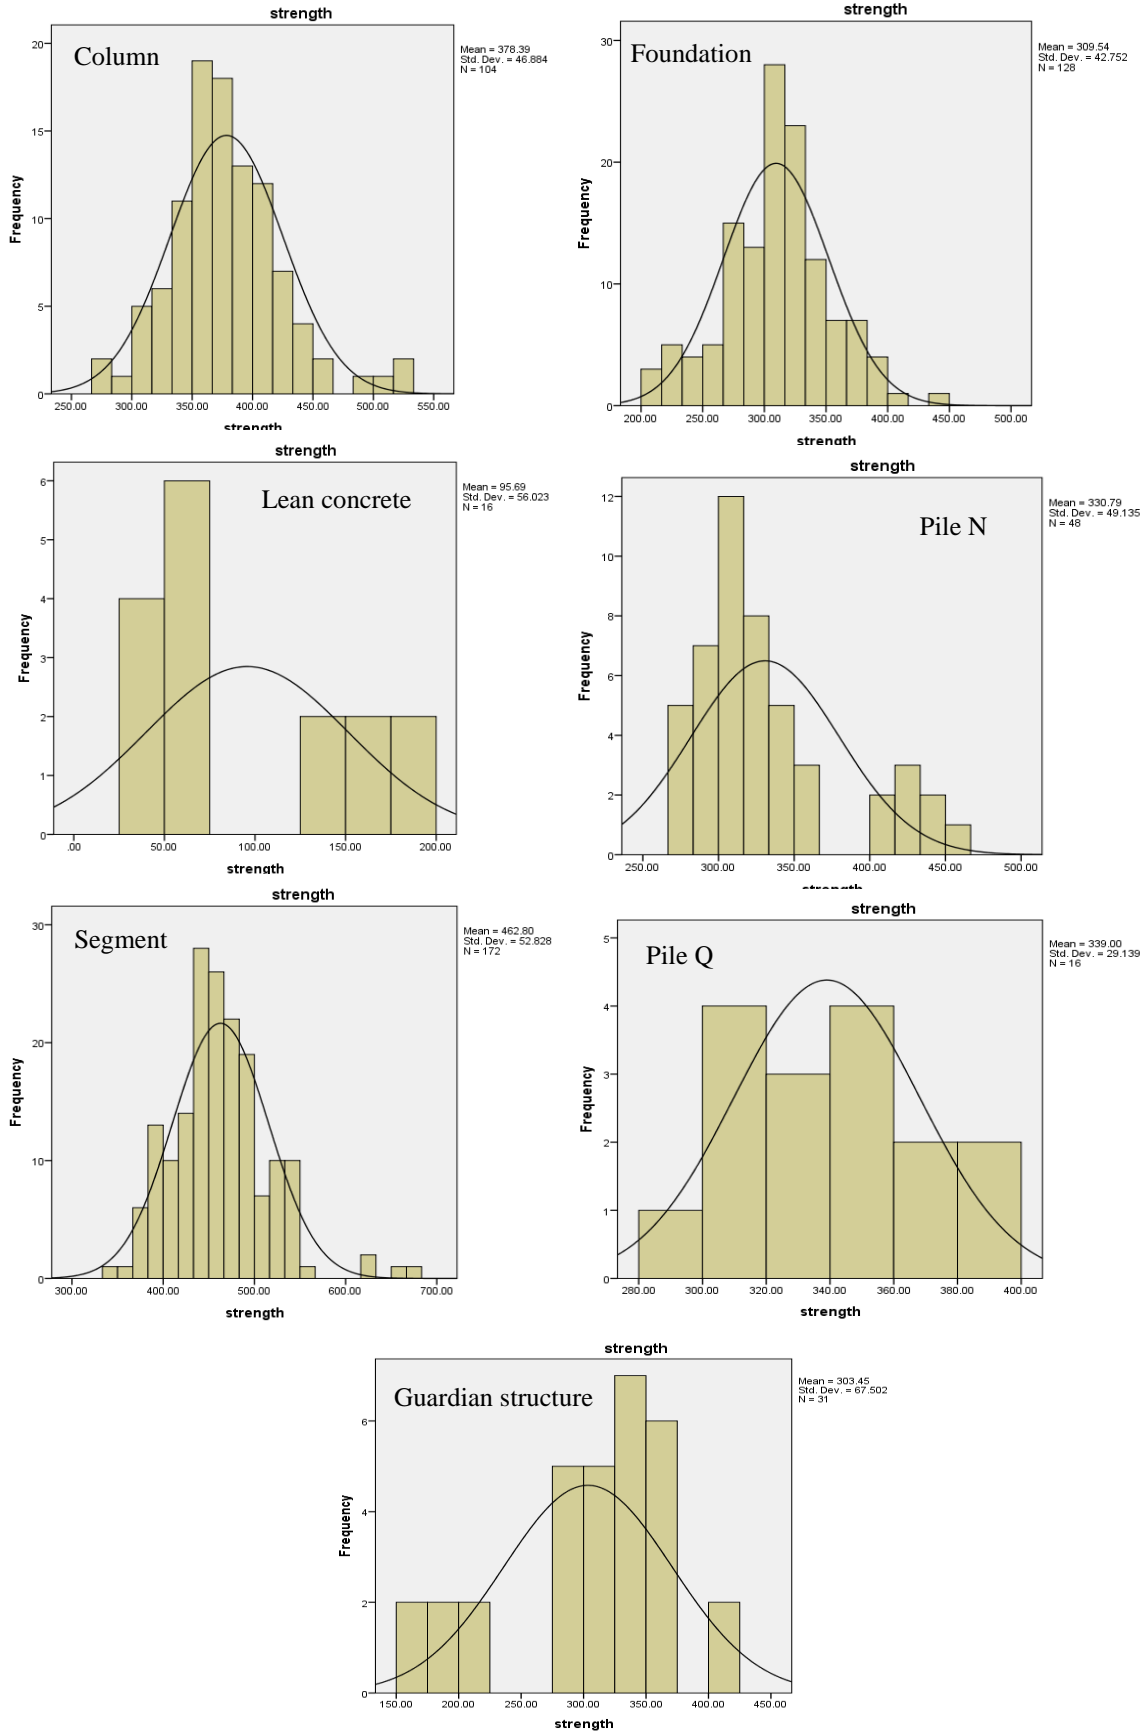 strength
Column
Mean = 378.39
Std. Dev. = 46.884
N = 104
Frequency
20
15
10
5
0
250.00 300.00 350.00 400.00 450.00 500.00 550.00
strength
strength
Foundation
Mean = 309.54
Std. Dev. = 42.752
N = 128
Frequency
30
20
10
0
200.00 250.00 300.00 350.00 400.00 450.00 500.00
strength
strength
Lean concrete
Mean = 95.69
Std. Dev. = 56.023
N = 16
Frequency
6
5
4
3
2
1
0
.00 50.00 100.00 150.00 200.00
strength
strength
Pile N
Mean = 330.79
Std. Dev. = 49.135
N = 48
Frequency
12
10
8
6
4
2
0
250.00 300.00 350.00 400.00 450.00 500.00
strength
strength
Segment
Mean = 462.80
Std. Dev. = 52.828
N = 172
Frequency
30
20
10
0
300.00 400.00 500.00 600.00 700.00
strength
strength
Pile Q
Mean = 339.00
Std. Dev. = 29.139
N = 16
Frequency
5
4
3
2
1
0
280.00 300.00 320.00 340.00 360.00 380.00 400.00
strength
strength
Guardian structure
Mean = 303.45
Std. Dev. = 67.502
N = 31
Frequency
6
4
2
0
150.00 200.00 250.00 300.00 350.00 400.00 450.00
strength